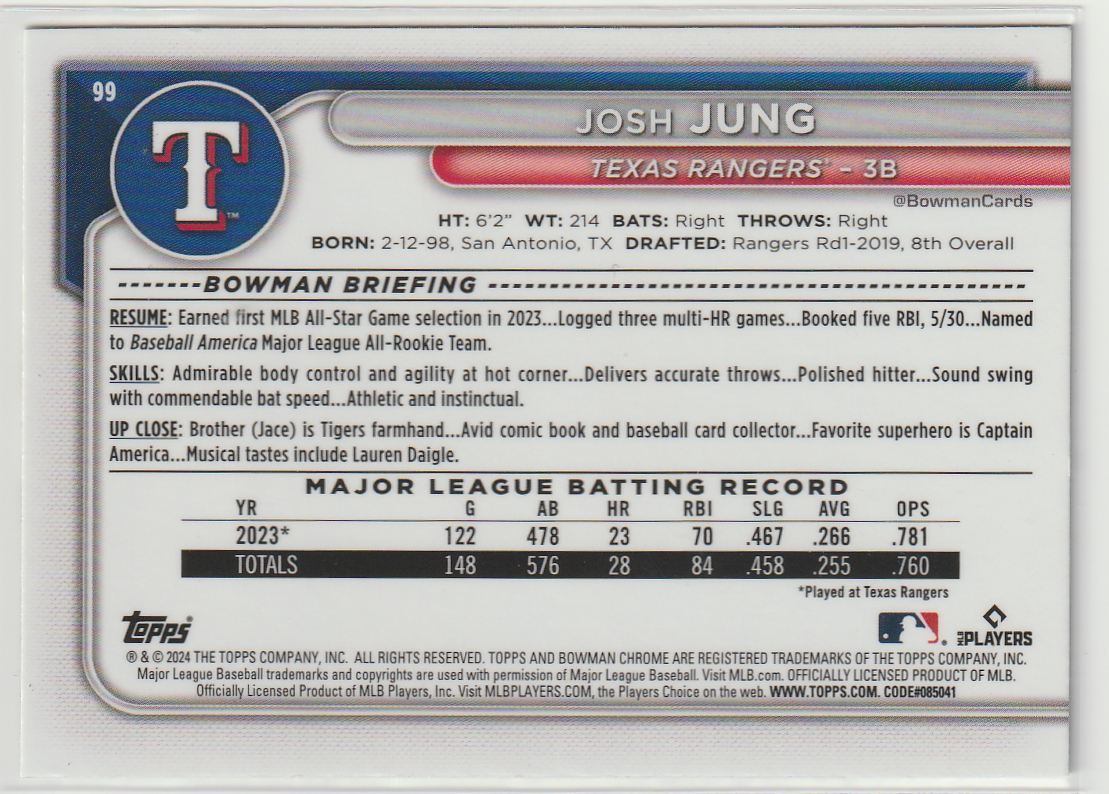 99
T
™
JOSH JUNG
TEXAS RANGERS® – 3B
@BowmanCards
HT: 6'2" WT: 214 BATS: Right THROWS: Right
BORN: 2-12-98, San Antonio, TX DRAFTED: Rangers Rd1-2019, 8th Overall
-------BOWMAN BRIEFING --------------------------------------------
RESUME: Earned first MLB All-Star Game selection in 2023...Logged three multi-HR games...Booked five RBI, 5/30...Named
to Baseball America Major League All-Rookie Team.
SKILLS: Admirable body control and agility at hot corner...Delivers accurate throws...Polished hitter...Sound swing
with commendable bat speed...Athletic and instinctual.
UP CLOSE: Brother (Jace) is Tigers farmhand...Avid comic book and baseball card collector...Favorite superhero is Captain
America...Musical tastes include Lauren Daigle.
MAJOR LEAGUE BATTING RECORD
YR G AB HR RBI SLG AVG OPS
2023* 122 478 23 70 .467 .266 .781
TOTALS 148 576 28 84 .458 .255 .760
*Played at Texas Rangers
Topps®
MLB PLAYERS
® & © 2024 THE TOPPS COMPANY, INC. ALL RIGHTS RESERVED. TOPPS AND BOWMAN CHROME ARE REGISTERED TRADEMARKS OF THE TOPPS COMPANY, INC.
Major League Baseball trademarks and copyrights are used with permission of Major League Baseball. Visit MLB.com. OFFICIALLY LICENSED PRODUCT OF MLB.
Officially Licensed Product of MLB Players, Inc. Visit MLBPLAYERS.COM, the Players Choice on the web. WWW.TOPPS.COM. CODE#085041